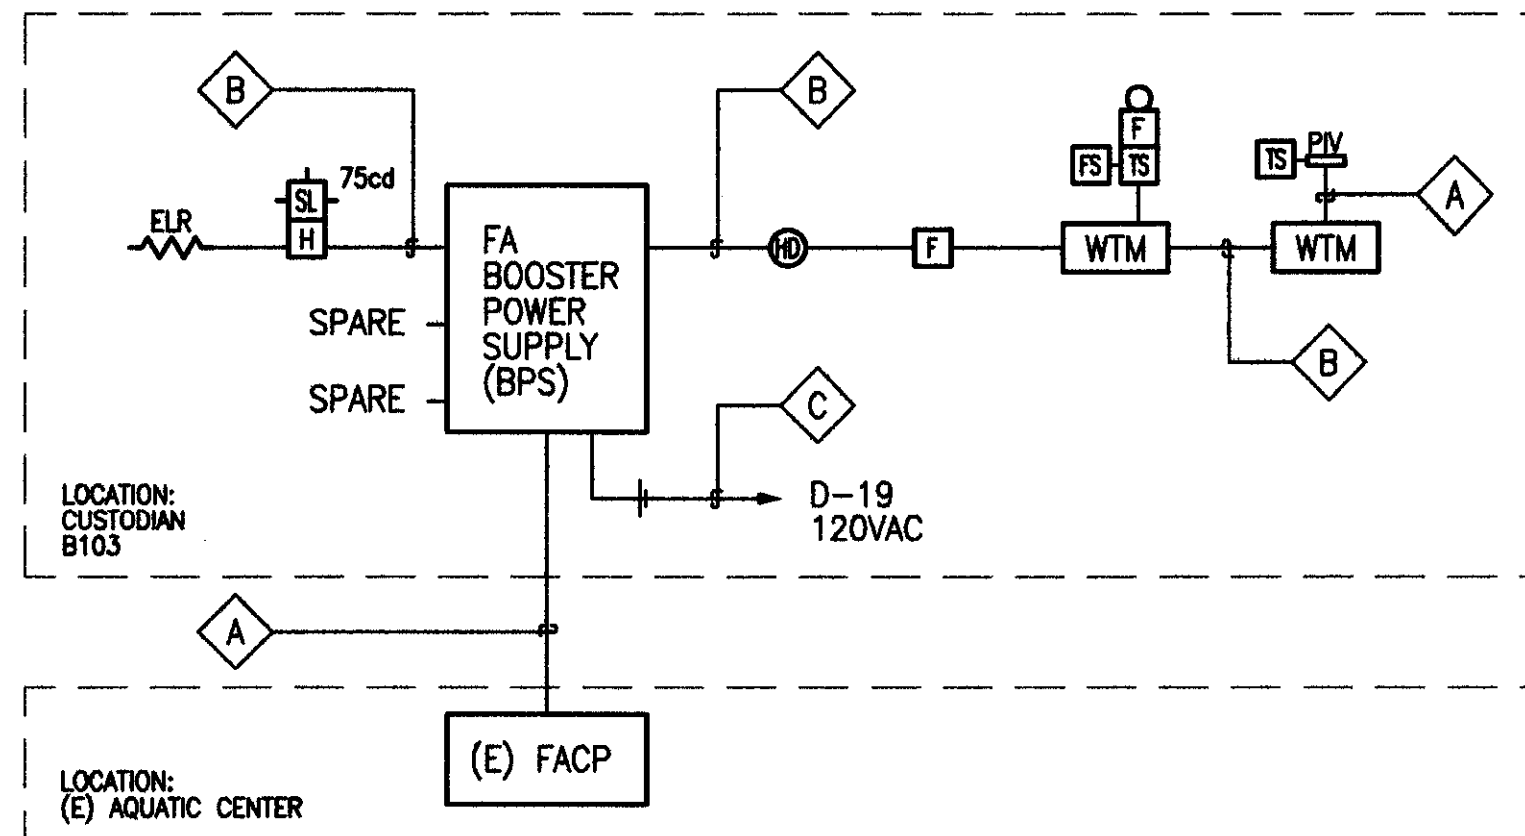 B
B
75cd
SL
H
ELR
FA
BOOSTER
POWER
SUPPLY
(BPS)
SPARE
SPARE
HD
F
F
FS
TS
WTM
TS
PIV
A
WTM
B
C
D-19
120VAC
LOCATION:
CUSTODIAN
B103
A
(E) FACP
LOCATION:
(E) AQUATIC CENTER